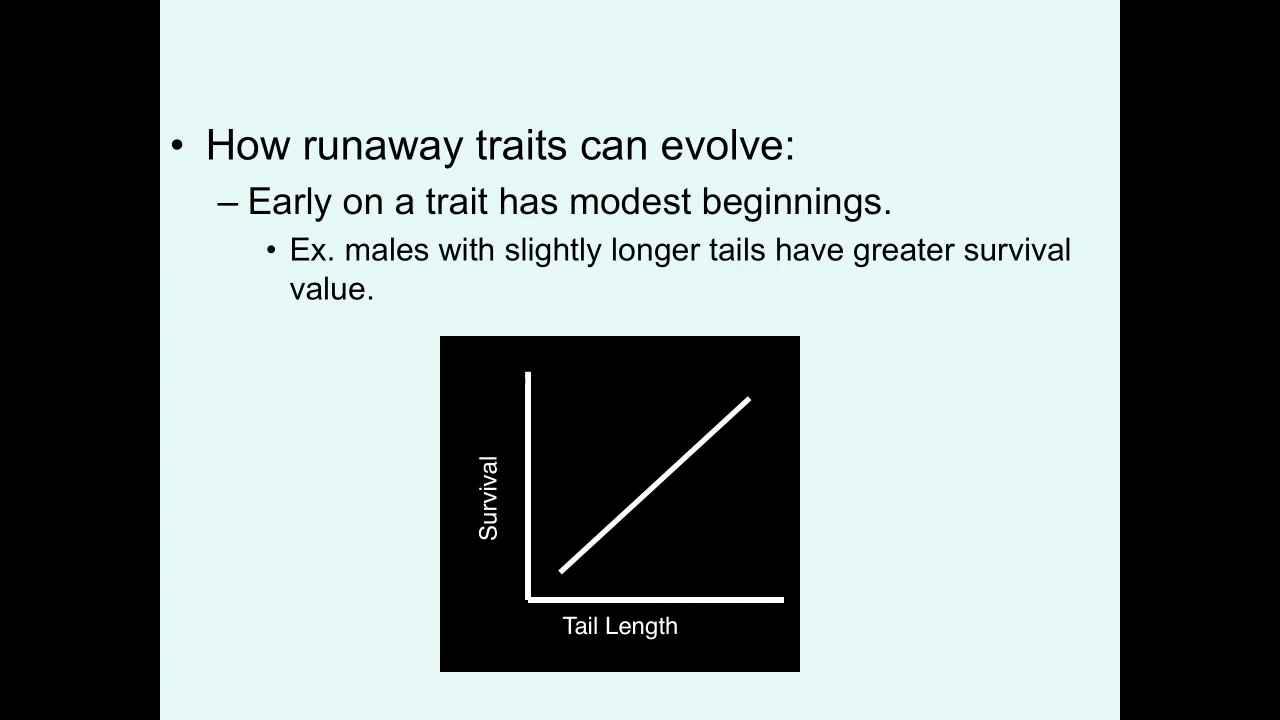 • How runaway traits can evolve:
– Early on a trait has modest beginnings.
• Ex. males with slightly longer tails have greater survival
value.
Survival
Tail Length